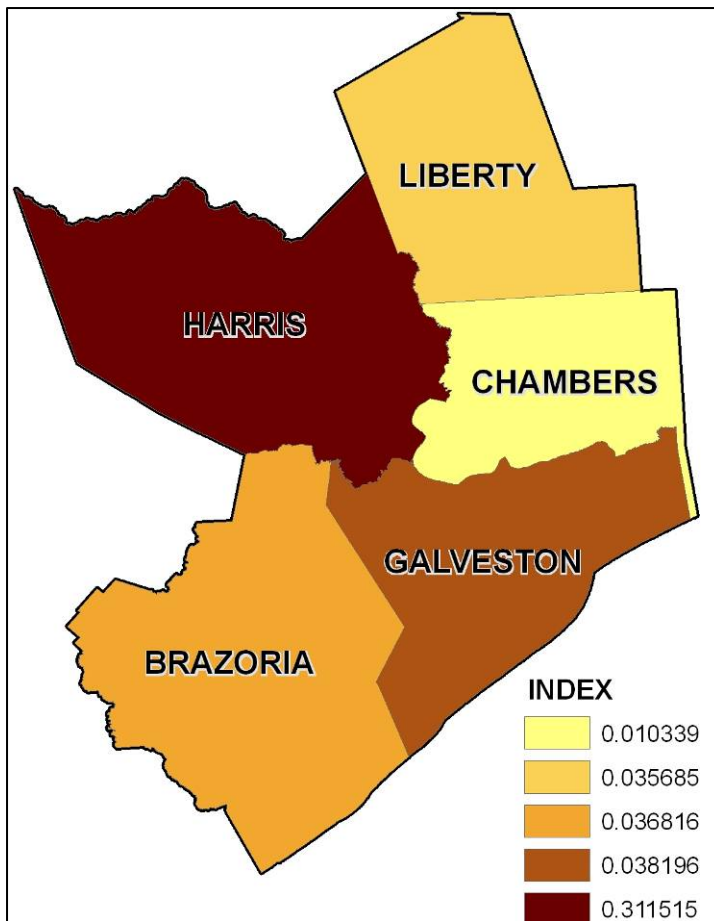 LIBERTY
HARRIS
CHAMBERS
GALVESTON
BRAZORIA
INDEX
0.010339
0.035685
0.036816
0.038196
0.311515